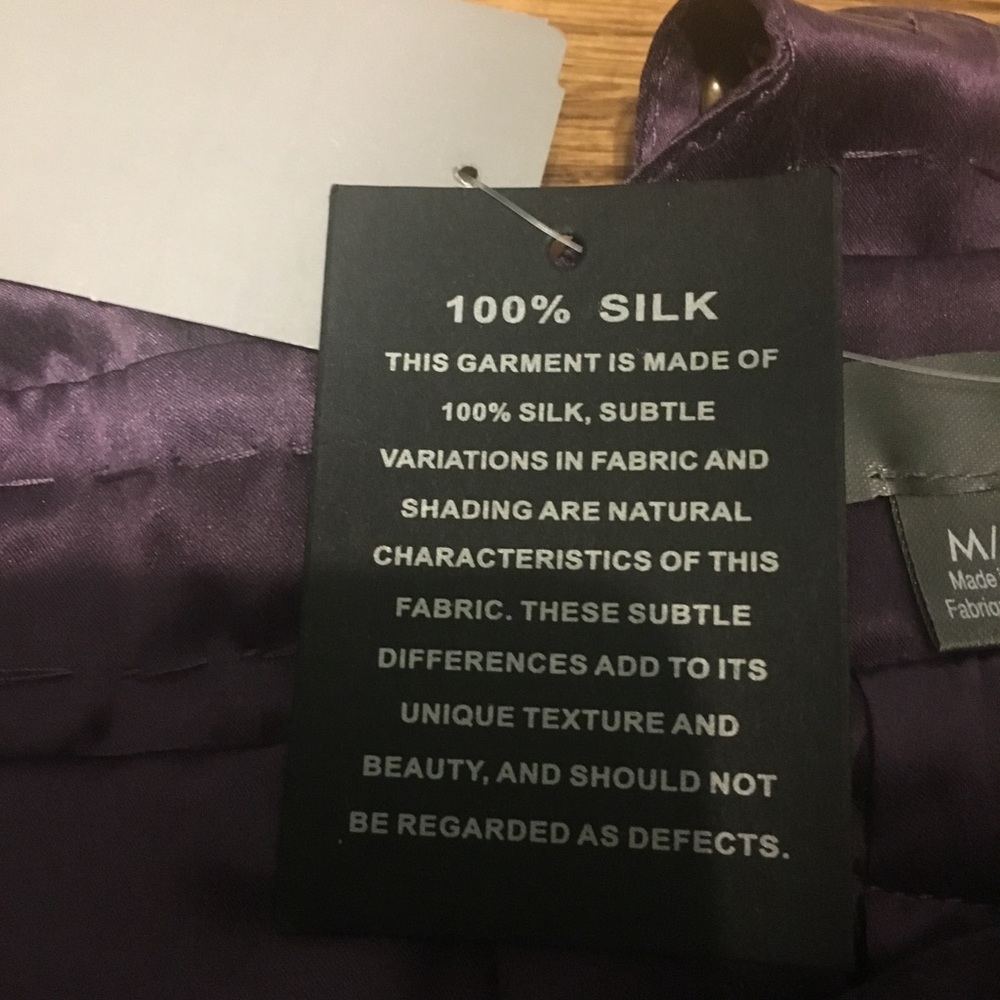 100% SILK
THIS GARMENT IS MADE OF
100% SILK, SUBTLE
VARIATIONS IN FABRIC AND
SHADING ARE NATURAL
CHARACTERISTICS OF THIS
FABRIC. THESE SUBTLE
DIFFERENCES ADD TO ITS
UNIQUE TEXTURE AND
BEAUTY, AND SHOULD NOT
BE REGARDED AS DEFECTS.
M/
Made